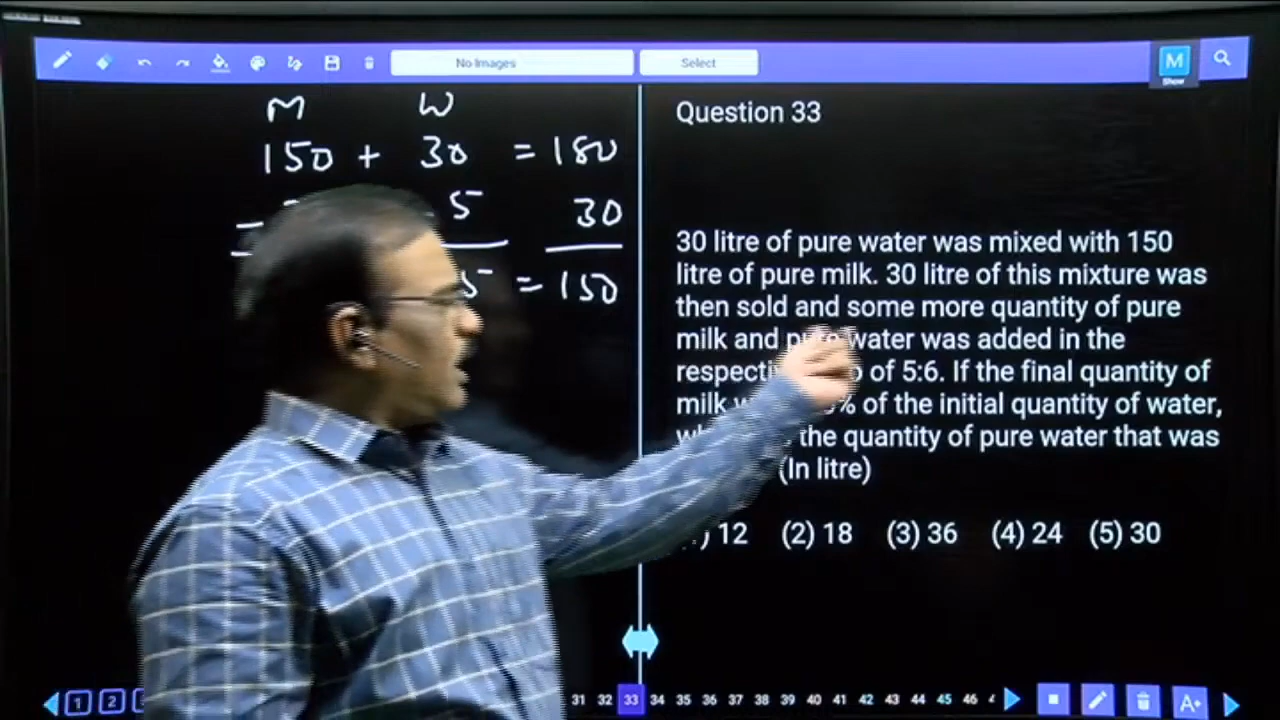 No Images Select M Show
M W
150 + 30 = 180
- 5 30
5 = 150
Question 33
30 litre of pure water was mixed with 150
litre of pure milk. 30 litre of this mixture was
then sold and some more quantity of pure
milk and pure water was added in the
of 5:6. If the final quantity of
milk % of the initial quantity of water,
the quantity of pure water that was
(In litre)
12 (2) 18 (3) 36 (4) 24 (5) 30
1 2 31 32 33 34 35 36 37 38 39 40 41 42 43 44 45 46 A+